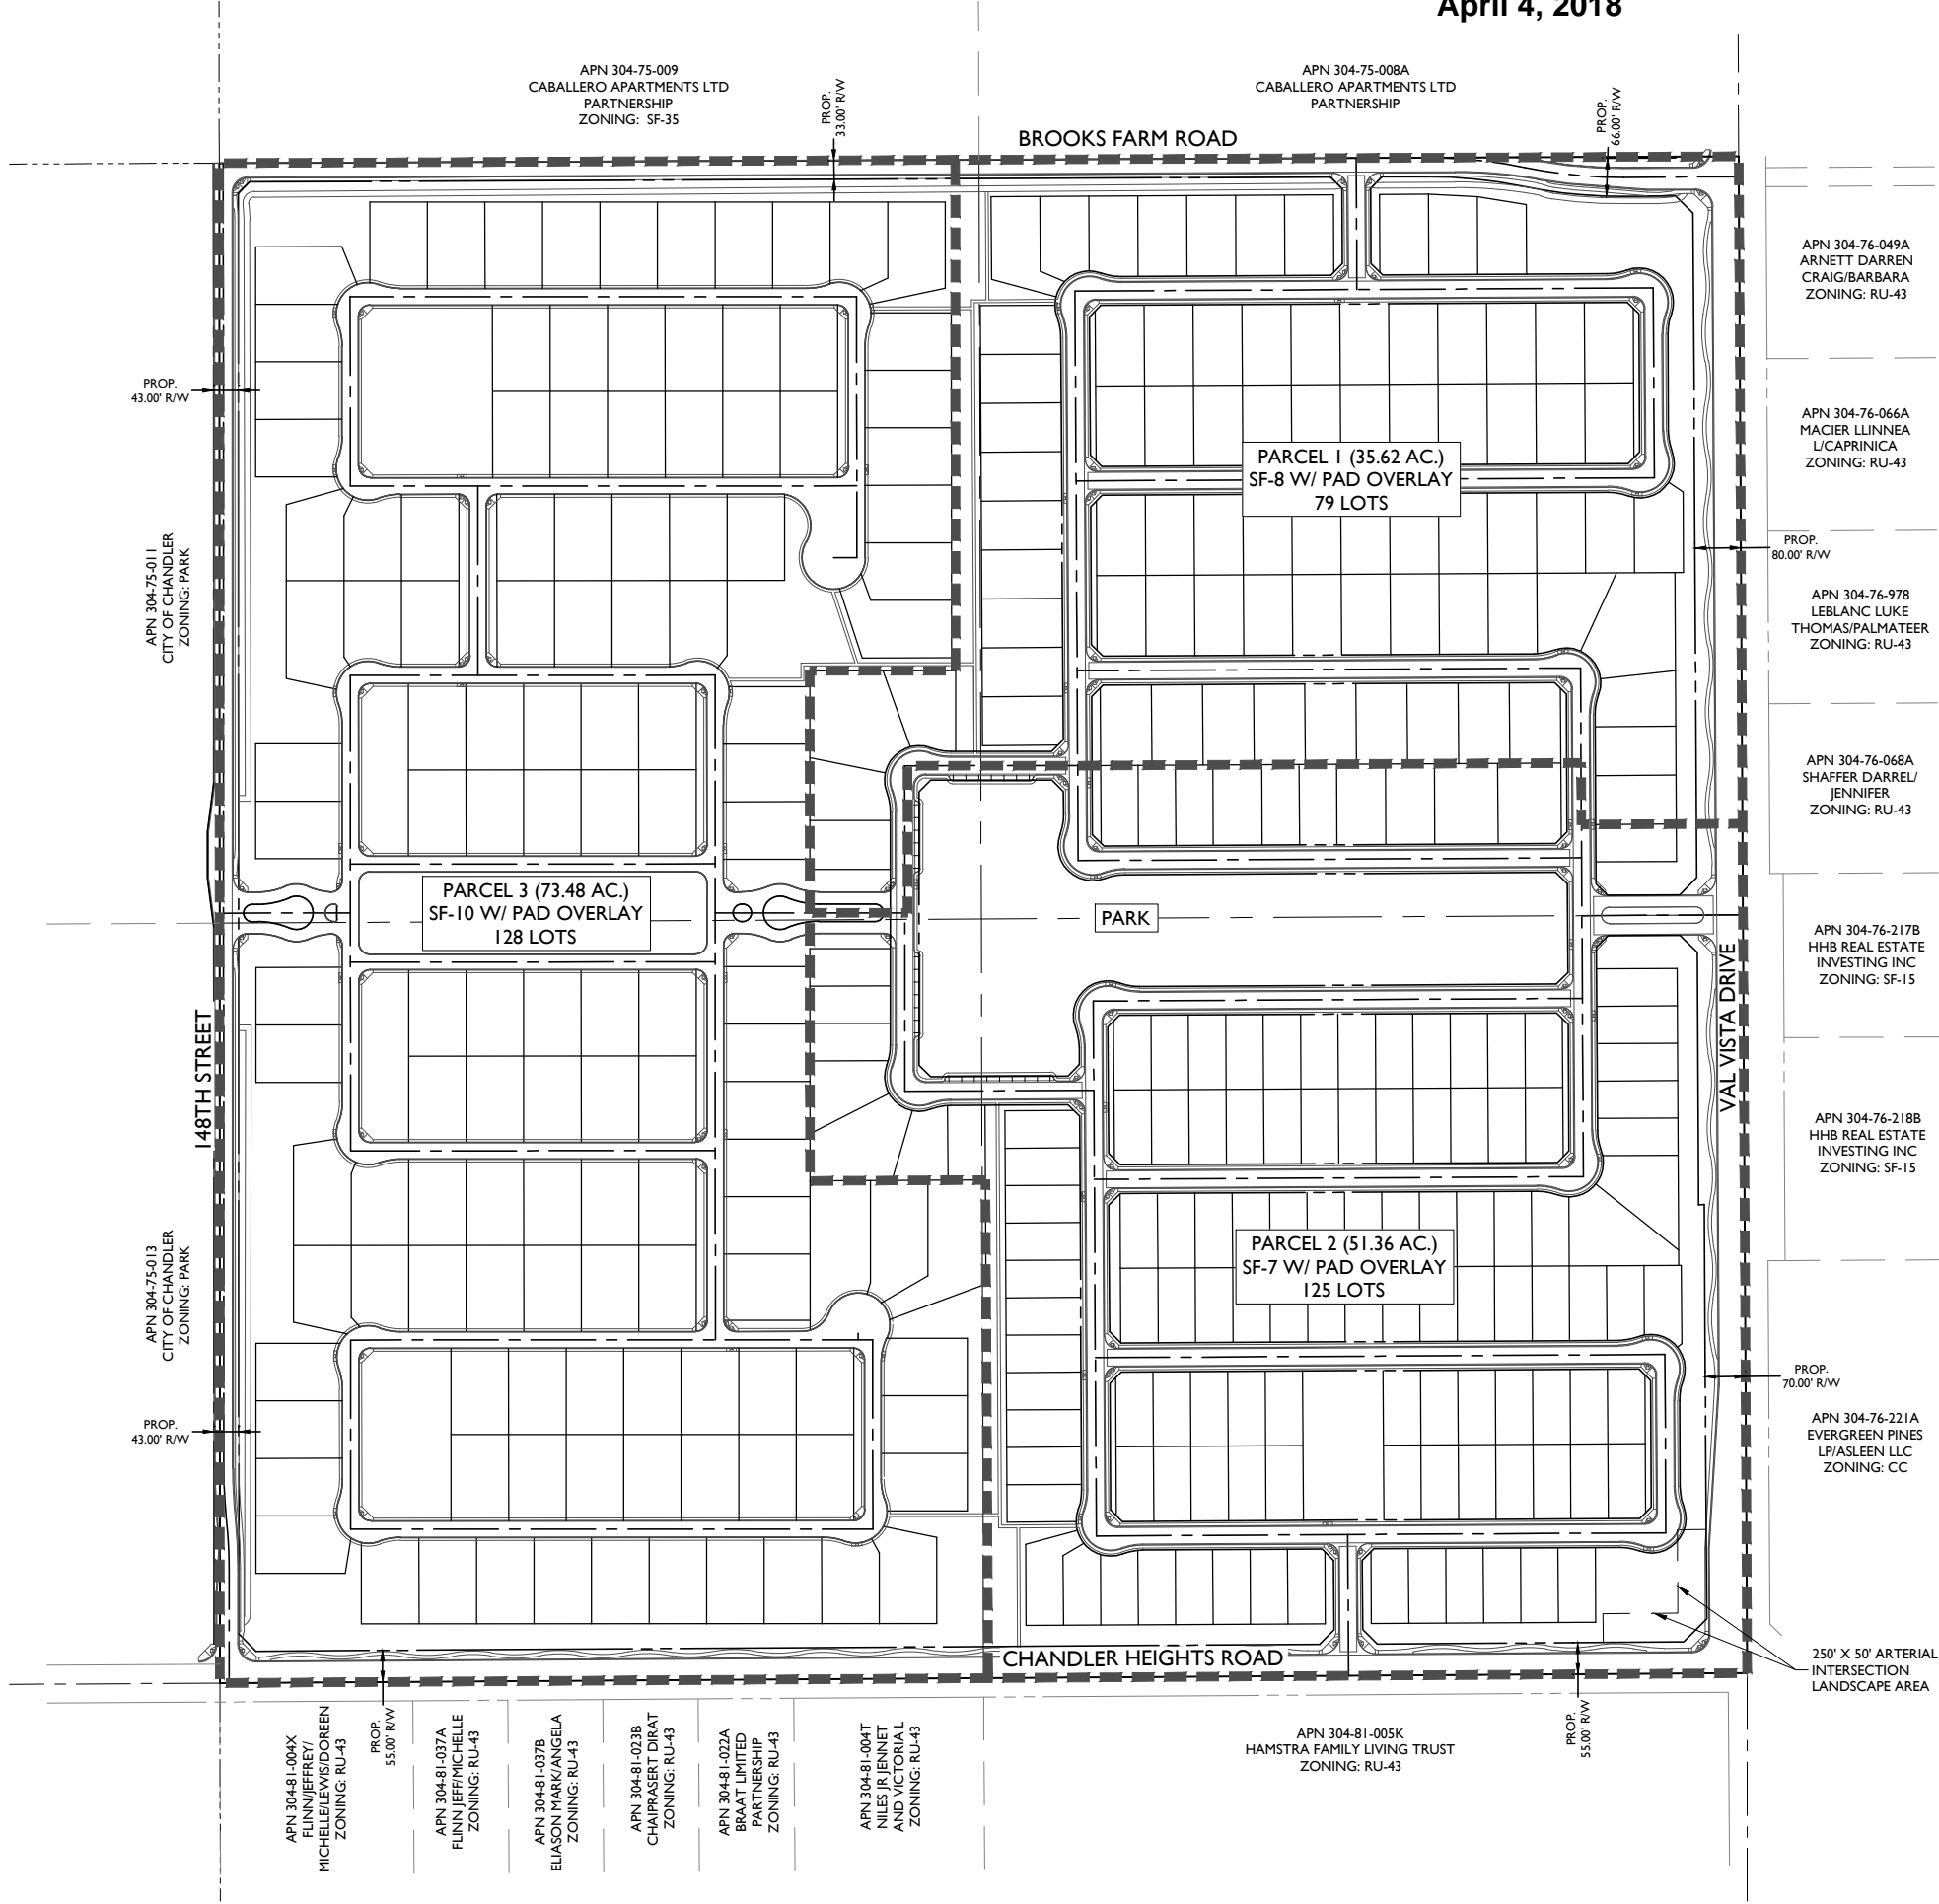 April 4, 2018
APN 304-75-009
CABALLERO APARTMENTS LTD
PARTNERSHIP
ZONING: SF-35
PROP.
33.00' R/W
APN 304-75-008A
CABALLERO APARTMENTS LTD
PARTNERSHIP
PROP.
66.00' R/W
BROOKS FARM ROAD
APN 304-76-049A
ARNETT DARREN
CRAIG/BARBARA
ZONING: RU-43
PROP.
43.00' R/W
APN 304-76-066A
MACIER LLINNEA
L/CAPRINICA
ZONING: RU-43
PARCEL 1 (35.62 AC.)
SF-8 W/ PAD OVERLAY
79 LOTS
APN 304-75-011
CITY OF CHANDLER
ZONING: PARK
PROP.
80.00' R/W
APN 304-76-978
LEBLANC LUKE
THOMAS/PALMATEER
ZONING: RU-43
APN 304-76-068A
SHAFFER DARREL/
JENNIFER
ZONING: RU-43
PARCEL 3 (73.48 AC.)
SF-10 W/ PAD OVERLAY
128 LOTS
PARK
APN 304-76-217B
HHB REAL ESTATE
INVESTING INC
ZONING: SF-15
148TH STREET
VAL VISTA DRIVE
APN 304-76-218B
HHB REAL ESTATE
INVESTING INC
ZONING: SF-15
APN 304-75-013
CITY OF CHANDLER
ZONING: PARK
PARCEL 2 (51.36 AC.)
SF-7 W/ PAD OVERLAY
125 LOTS
PROP.
70.00' R/W
PROP.
43.00' R/W
APN 304-76-221A
EVERGREEN PINES
LP/ASLEEN LLC
ZONING: CC
CHANDLER HEIGHTS ROAD
250' X 50' ARTERIAL
INTERSECTION
LANDSCAPE AREA
APN 304-81-004X
FLINN/JEFFREY/
MICHELLE/LEWIS/DOREEN
ZONING: RU-43
PROP.
55.00' R/W
APN 304-81-037A
FLINN JEFF/MICHELLE
ZONING: RU-43
APN 304-81-037B
ELIASON MARK/ANGELA
ZONING: RU-43
APN 304-81-023B
CHAIPRASERT DIRAT
ZONING: RU-43
APN 304-81-022A
BRAAT LIMITED
PARTNERSHIP
ZONING: RU-43
APN 304-81-004T
NILES JR JENNET
AND VICTORIA L
ZONING: RU-43
APN 304-81-005K
HAMSTRA FAMILY LIVING TRUST
ZONING: RU-43
PROP.
55.00' R/W